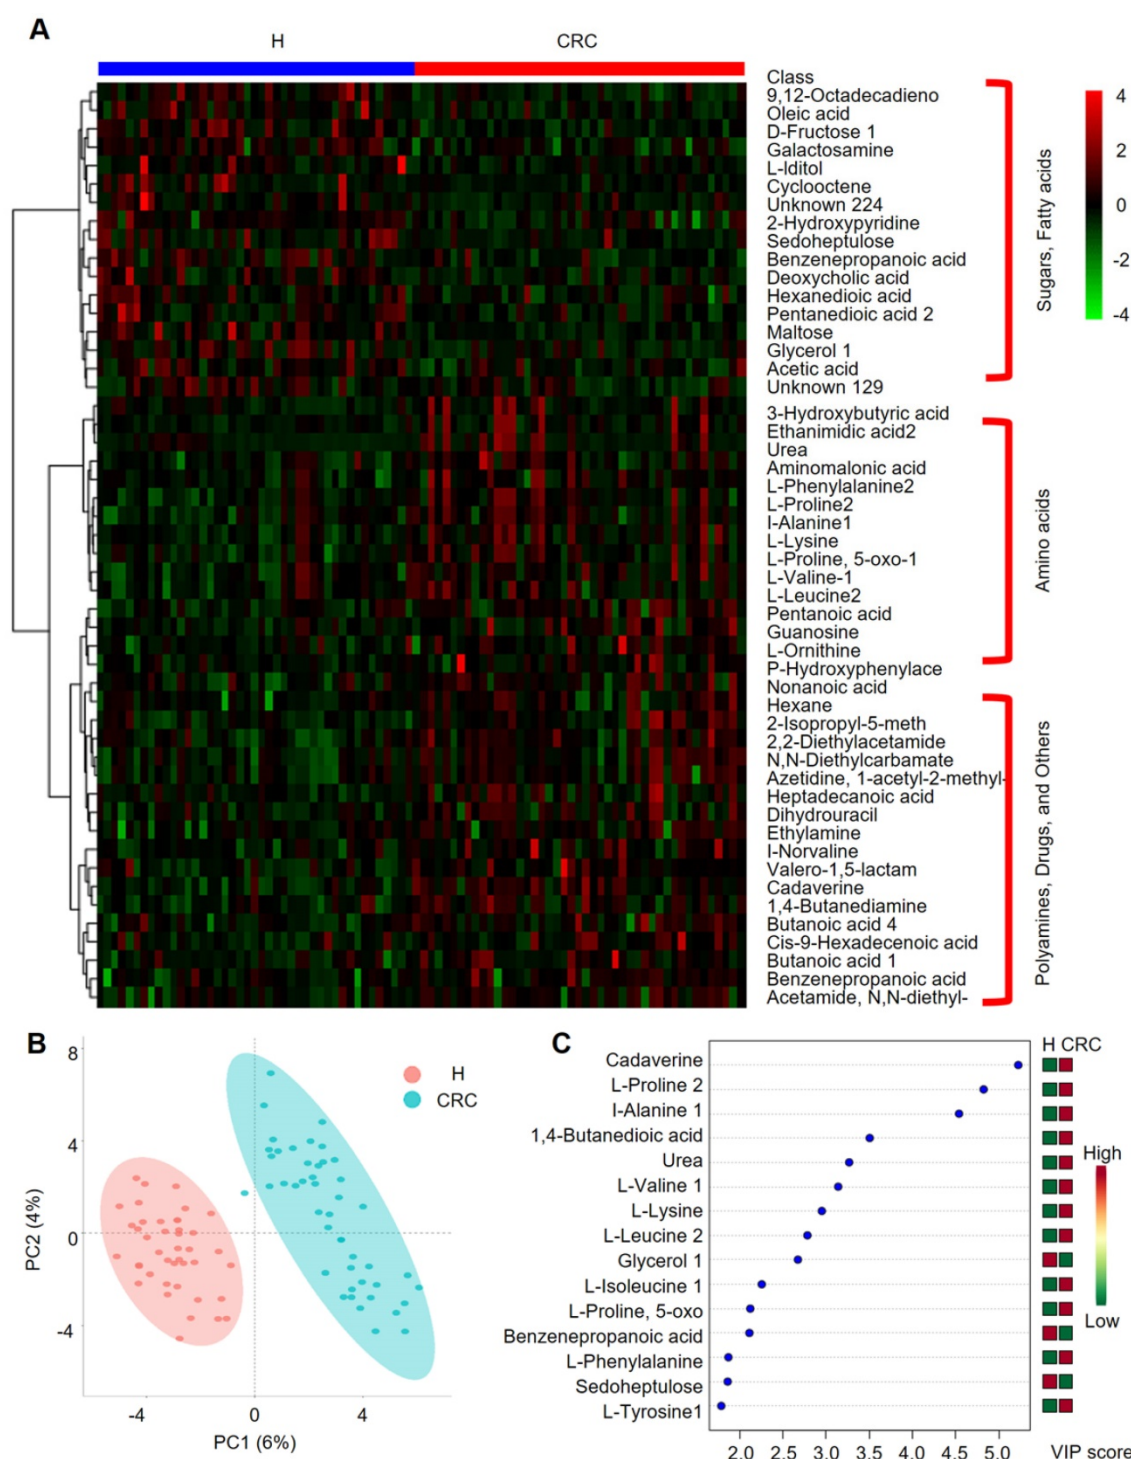 A
H
CRC
Class
9,12-Octadecadieno
Oleic acid
D-Fructose 1
Galactosamine
L-Iditol
Cyclooctene
Unknown 224
2-Hydroxypyridine
Sedoheptulose
Benzenepropanoic acid
Deoxycholic acid
Hexanedioic acid
Pentanedioic acid 2
Maltose
Glycerol 1
Acetic acid
Unknown 129
3-Hydroxybutyric acid
Ethanimidic acid2
Urea
Aminomalonic acid
L-Phenylalanine2
L-Proline2
l-Alanine1
L-Lysine
L-Proline, 5-oxo-1
L-Valine-1
L-Leucine2
Pentanoic acid
Guanosine
L-Ornithine
P-Hydroxyphenylace
Nonanoic acid
Hexane
2-Isopropyl-5-meth
2,2-Diethylacetamide
N,N-Diethylcarbamate
Azetidine, 1-acetyl-2-methyl-
Heptadecanoic acid
Dihydrouracil
Ethylamine
l-Norvaline
Valero-1,5-lactam
Cadaverine
1,4-Butanediamine
Butanoic acid 4
Cis-9-Hexadecenoic acid
Butanoic acid 1
Benzenepropanoic acid
Acetamide, N,N-diethyl-
Sugars, Fatty acids
Amino acids
Polyamines, Drugs, and Others
4
2
0
-2
-4
B
8
4
0
-4
PC2 (4%)
-4
0
4
PC1 (6%)
H
CRC
C
H CRC
Cadaverine
L-Proline 2
l-Alanine 1
1,4-Butanedioic acid
Urea
L-Valine 1
L-Lysine
L-Leucine 2
Glycerol 1
L-Isoleucine 1
L-Proline, 5-oxo
Benzenepropanoic acid
L-Phenylalanine
Sedoheptulose
L-Tyrosine1
High
Low
2.0 2.5 3.0 3.5 4.0 4.5 5.0
VIP score